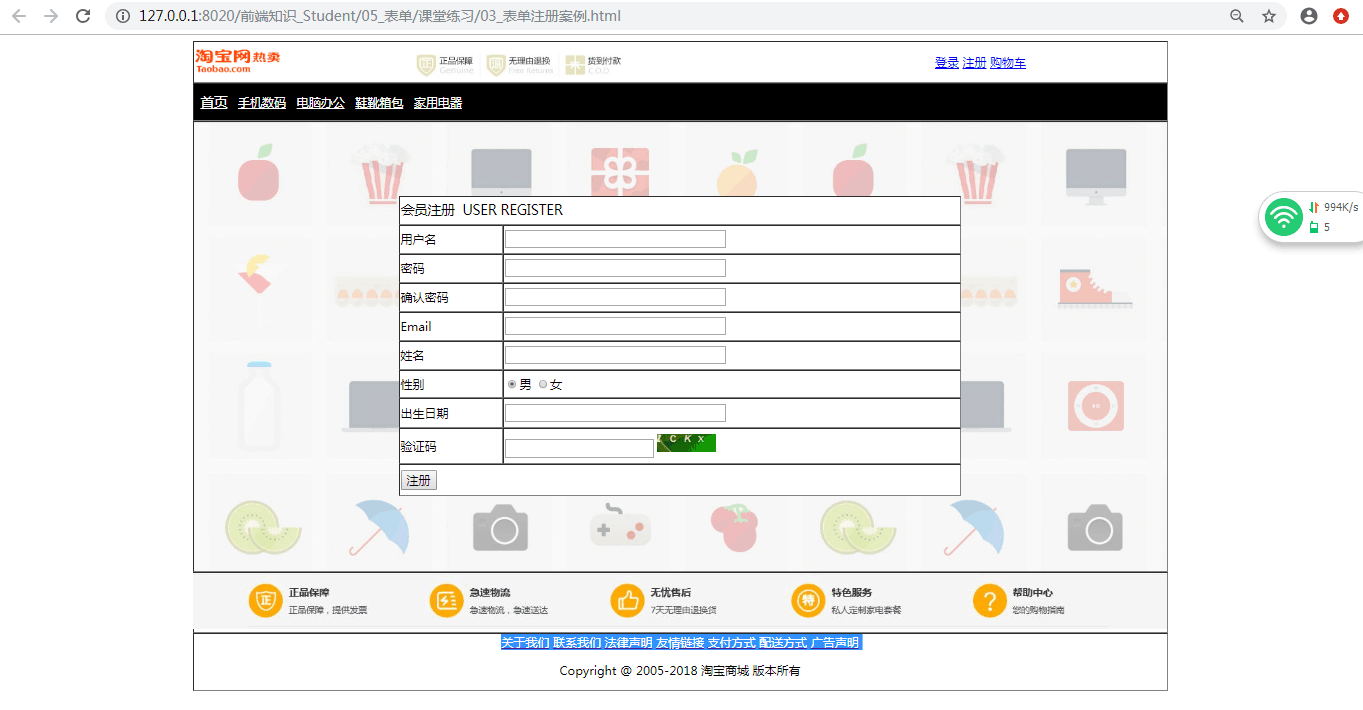 127.0.0.1:8020/前端知识_Student/05_表单/课堂练习/03_表单注册案例.html
淘宝网热卖
Taobao.com
正品保障
Genuine
无理由退换
Free Returns
货到付款
C.O.D
登录 注册 购物车
首页 手机数码 电脑办公 鞋靴箱包 家用电器
会员注册 USER REGISTER
用户名
密码
确认密码
Email
姓名
性别 男 女
出生日期
验证码 CKX
注册
994K/s
5
正品保障
正品保障，提供发票
急速物流
急速物流，急速送达
无忧售后
7天无理由退换货
特色服务
私人定制家电套餐
帮助中心
您的购物指南
关于我们 联系我们 法律声明 友情链接 支付方式 配送方式 广告声明
Copyright @ 2005-2018 淘宝商城 版本所有